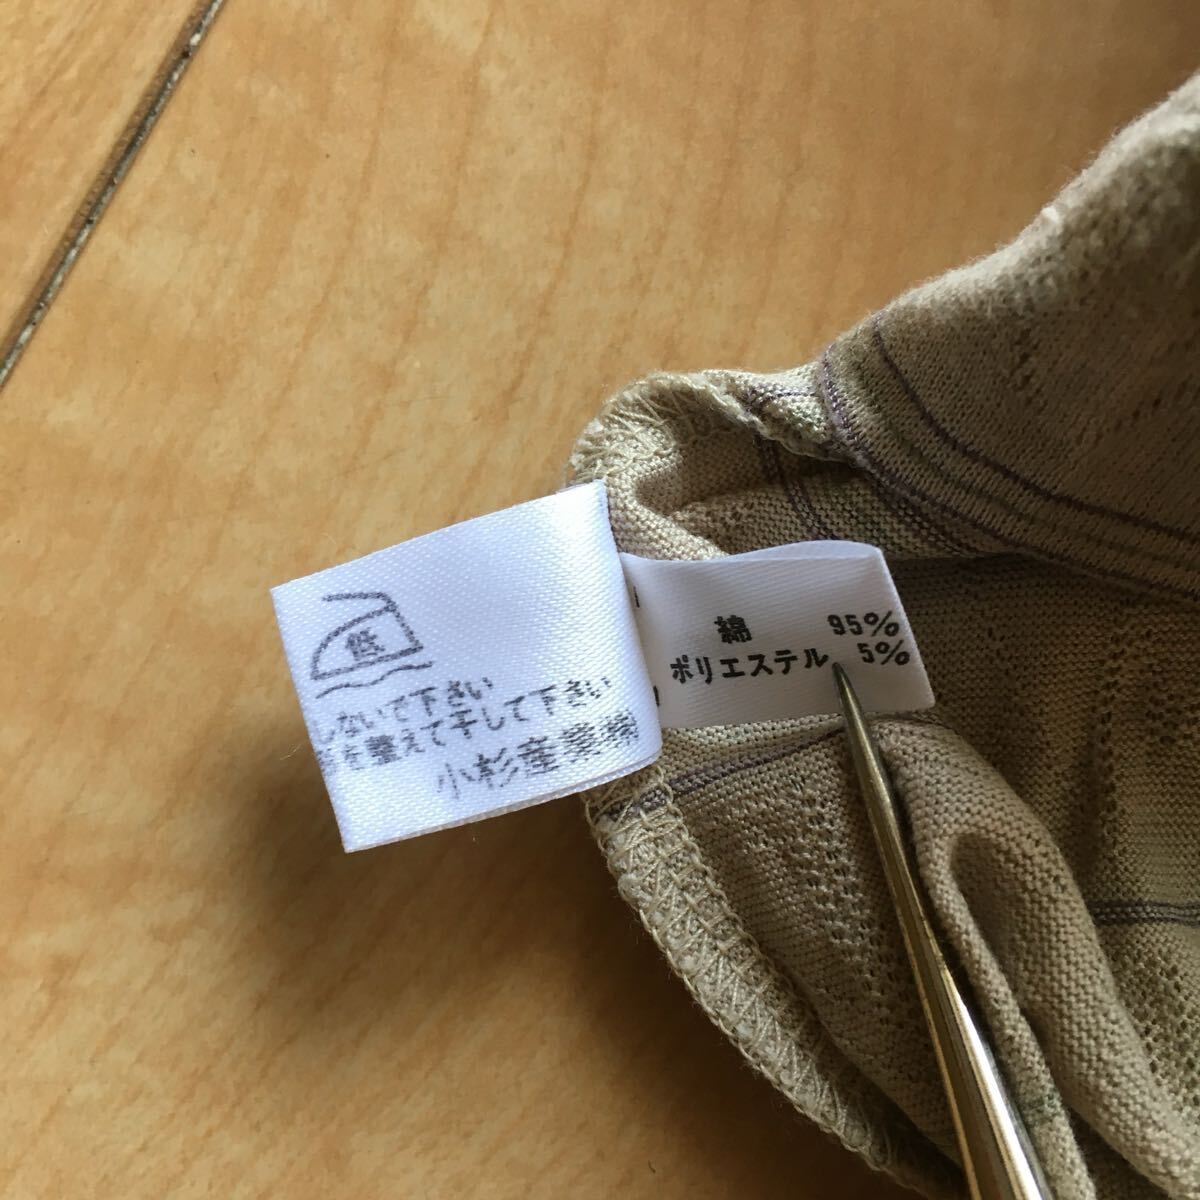 低
しないで下さい
を整えて干して下さい
小杉産業㈱
綿 95%
ポリエステル 5%